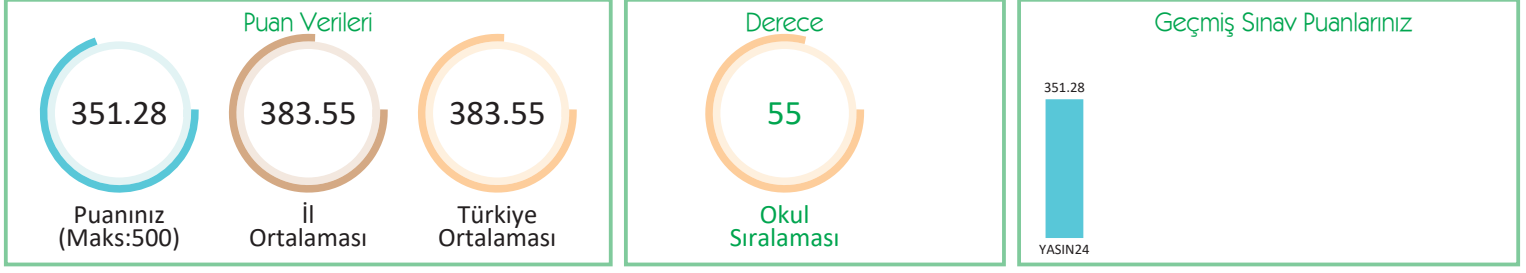 Puan Verileri
351.28
383.55
383.55
Puanınız
(Maks:500)
İl
Ortalaması
Türkiye
Ortalaması
Derece
55
Okul
Sıralaması
Geçmiş Sınav Puanlarınız
351.28
YASIN24